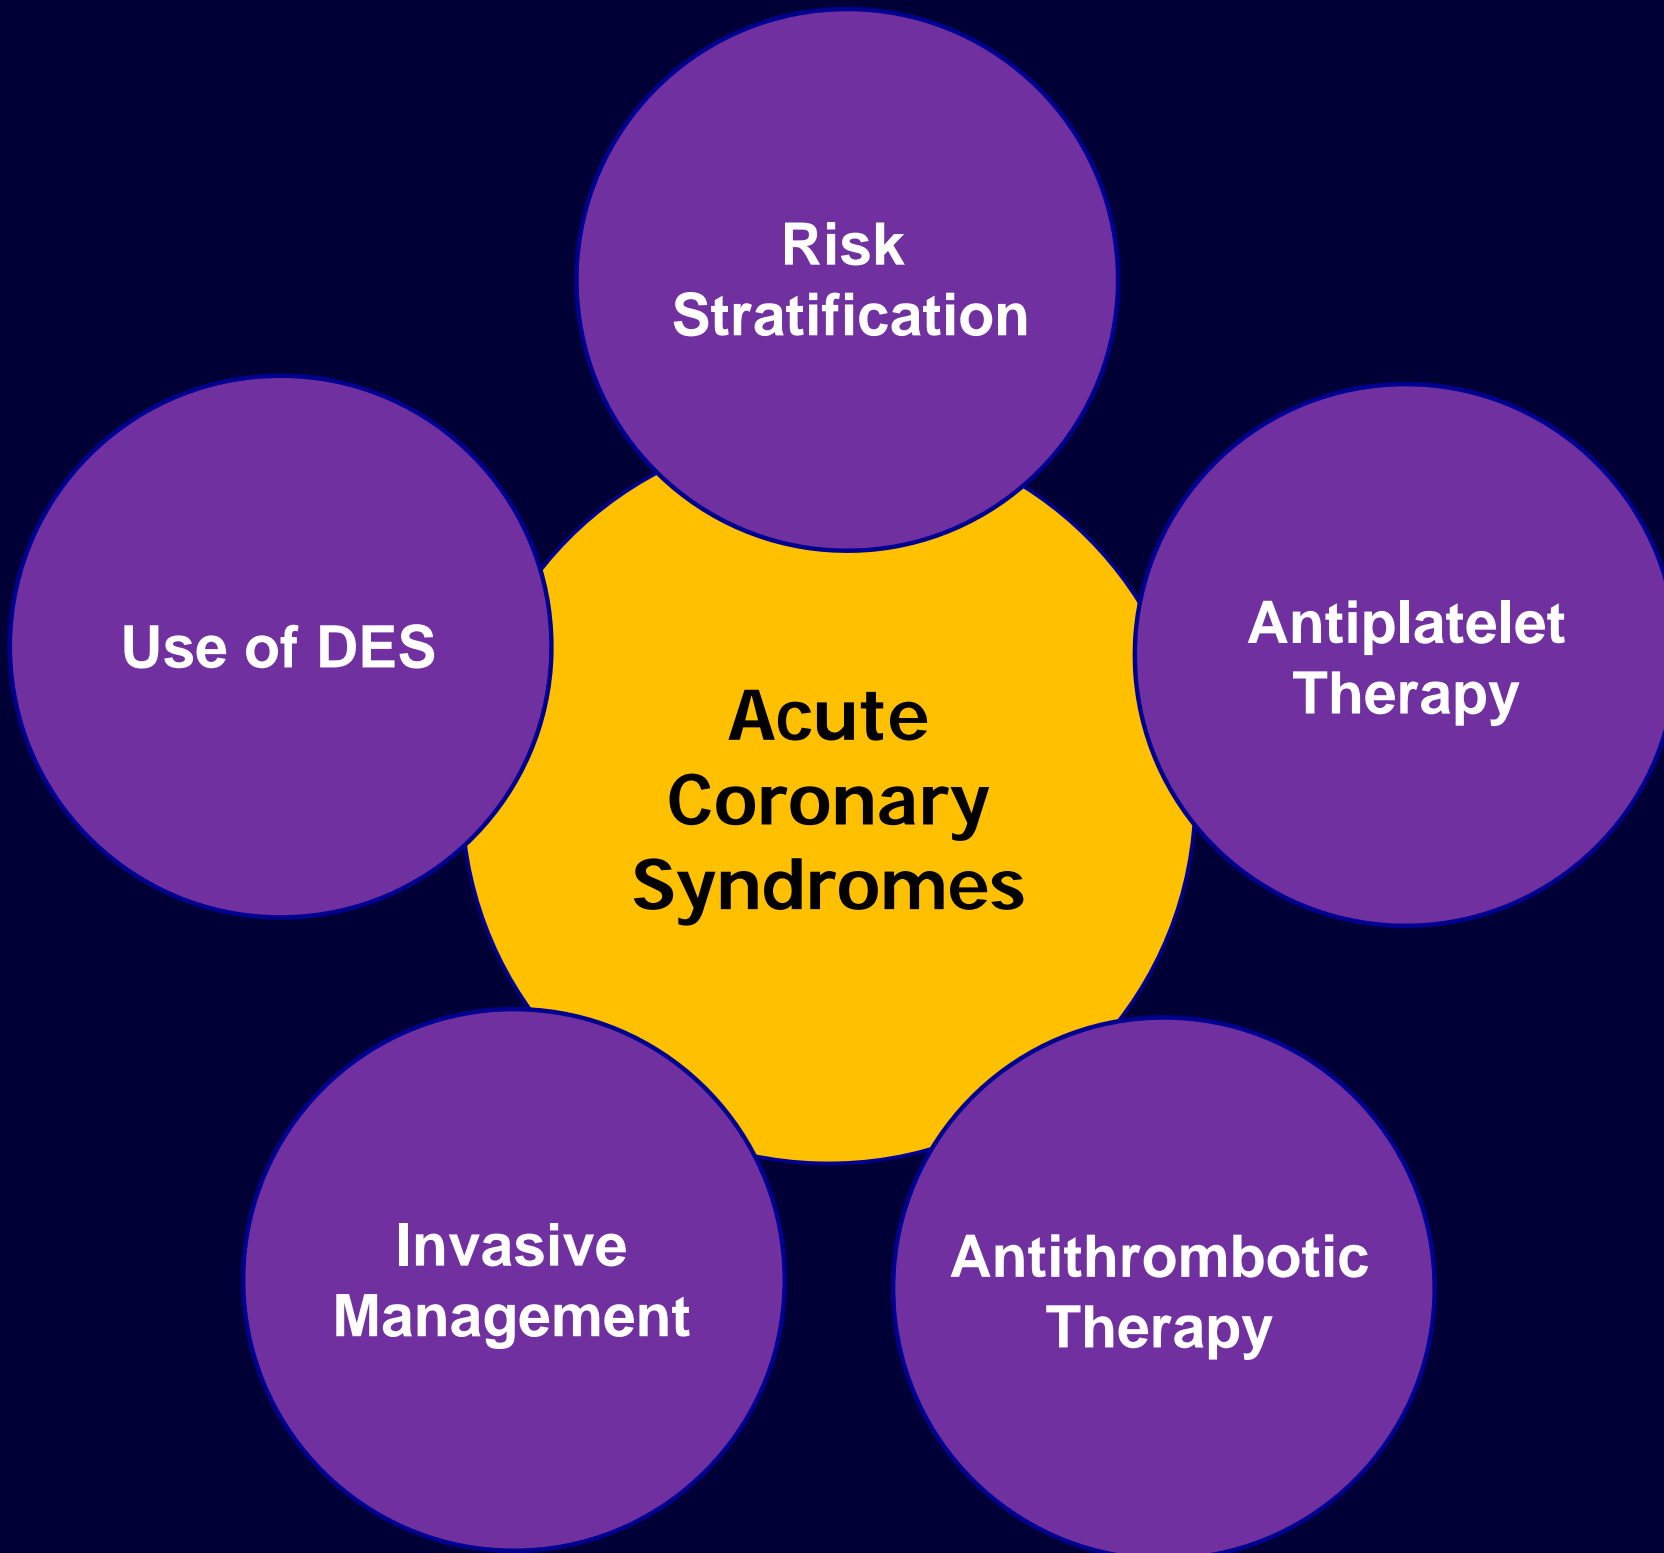 Risk
Stratification
Use of DES
Antiplatelet
Therapy
Acute
Coronary
Syndromes
Invasive
Management
Antithrombotic
Therapy